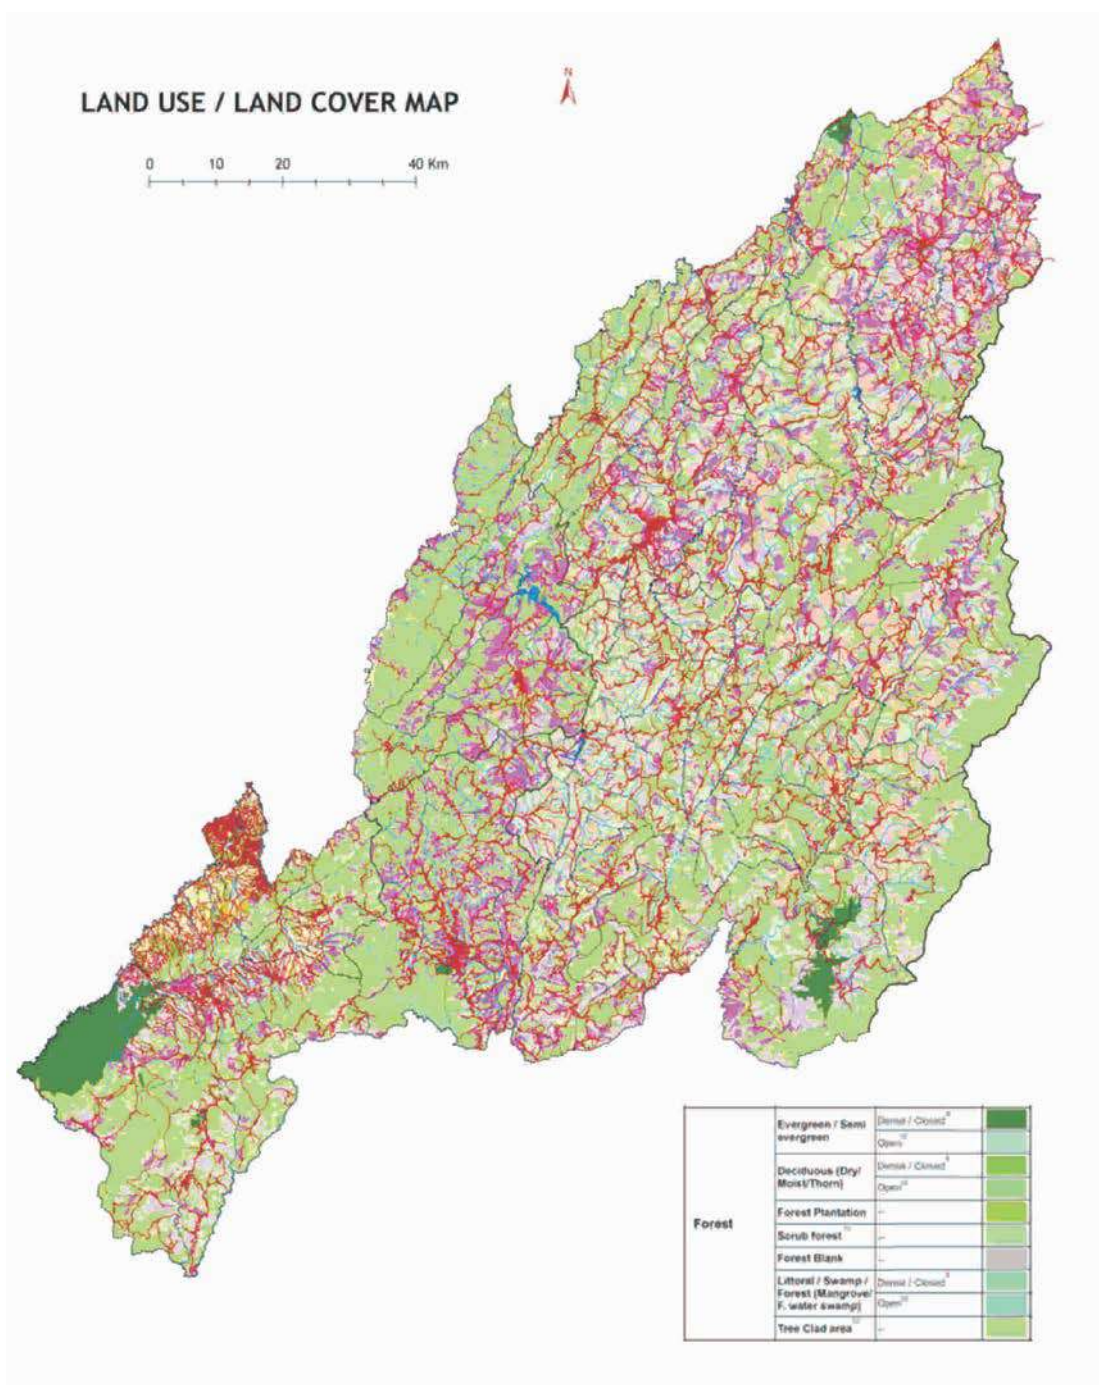 N
LAND USE / LAND COVER MAP
0 10 20 40 Km
Forest
Evergreen / Semi
evergreen
Dense / Closed
Open
Deciduous (Dry/
Moist/Thorn)
Dense / Closed
Open
Forest Plantation --
Scrub forest --
Forest Blank --
Littoral / Swamp /
Forest (Mangrove/
F. water swamp)
Dense / Closed
Open
Tree Clad area --